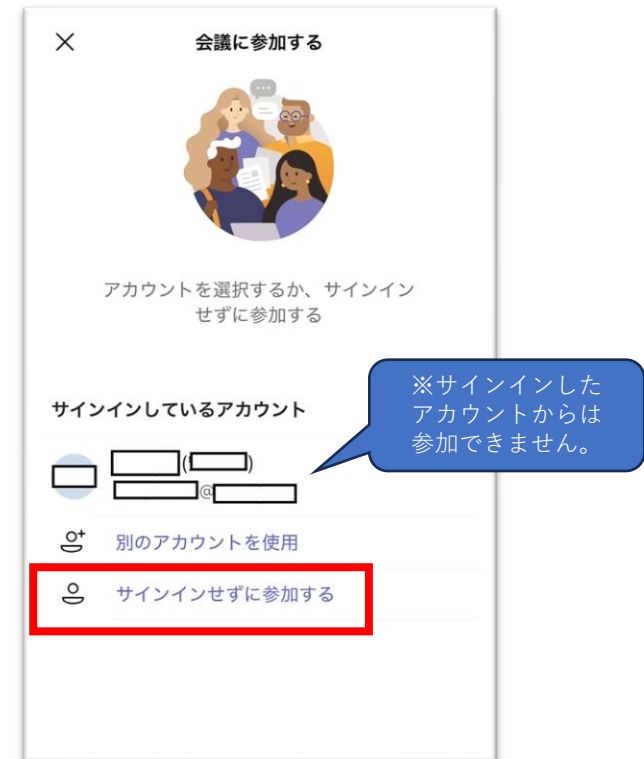 会議に参加する
アカウントを選択するか、サインイン
せずに参加する
サインインしているアカウント
※サインインした
アカウントからは
参加できません。
( )
@
別のアカウントを使用
サインインせずに参加する